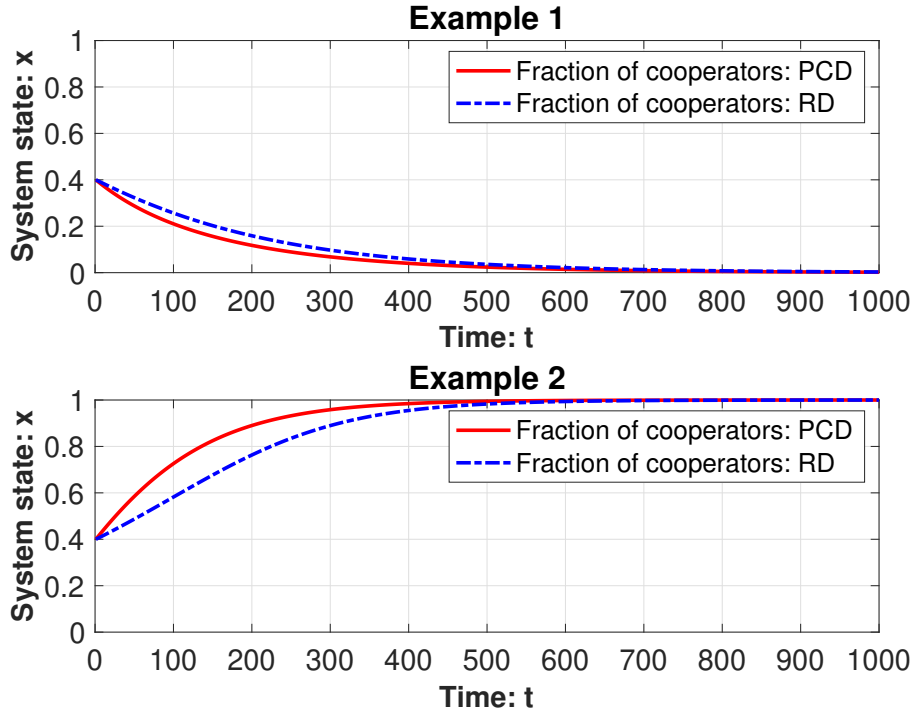 Example 1
System state: x
1
0.8
0.6
0.4
0.2
0
Fraction of cooperators: PCD
Fraction of cooperators: RD
0 100 200 300 400 500 600 700 800 900 1000
Time: t
Example 2
System state: x
1
0.8
0.6
0.4
0.2
0
Fraction of cooperators: PCD
Fraction of cooperators: RD
0 100 200 300 400 500 600 700 800 900 1000
Time: t